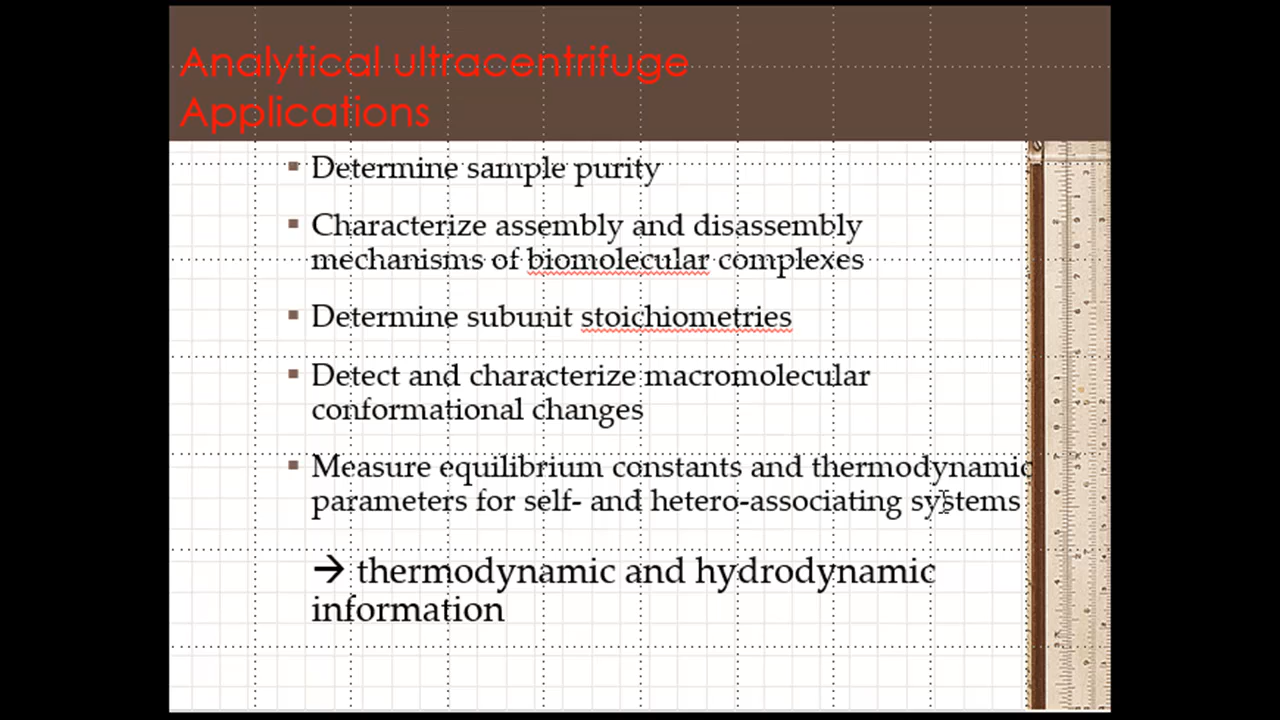 Analytical ultracentrifuge
Applications
Determine sample purity
Characterize assembly and disassembly
mechanisms of biomolecular complexes
Determine subunit stoichiometries
Detect and characterize macromolecular
conformational changes
Measure equilibrium constants and thermodynamic
parameters for self- and hetero-associating systems
→ thermodynamic and hydrodynamic
information